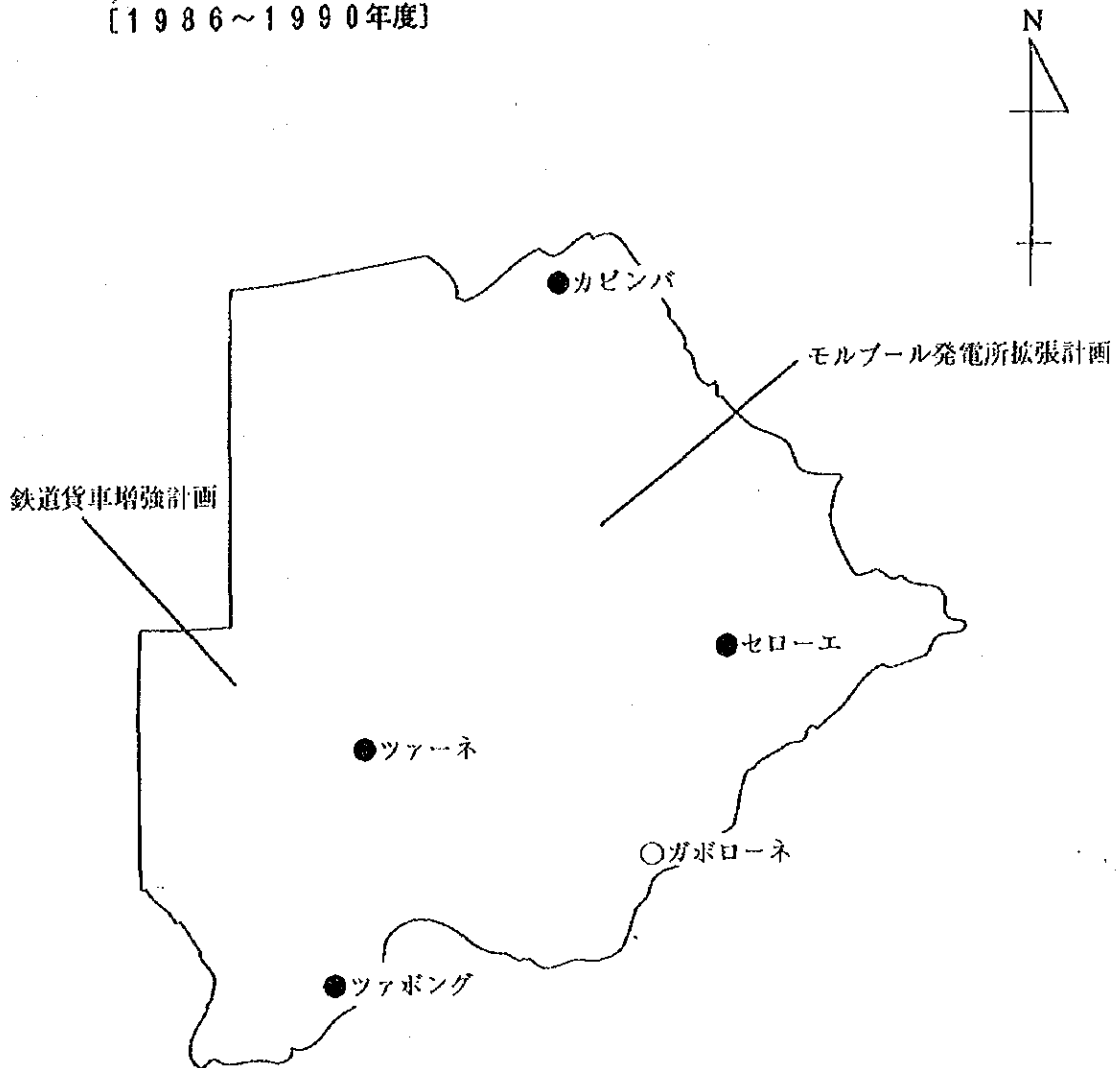 〔1986~1990年度〕
N
カビンバ
モルブール発電所拡張計画
鉄道貨車増強計画
セローエ
ツァーネ
ガボローネ
ツァボング